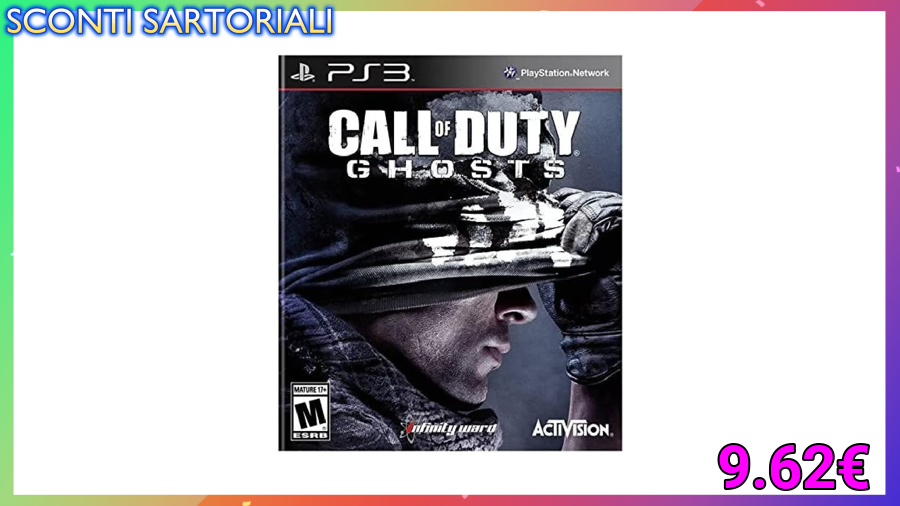 SCONTI SARTORIALI
PS3 PlayStation®Network
CALL OF DUTY
GHOSTS
MATURE 17+
M
ESRB
infinity ward
ACTIVISION
9.62€